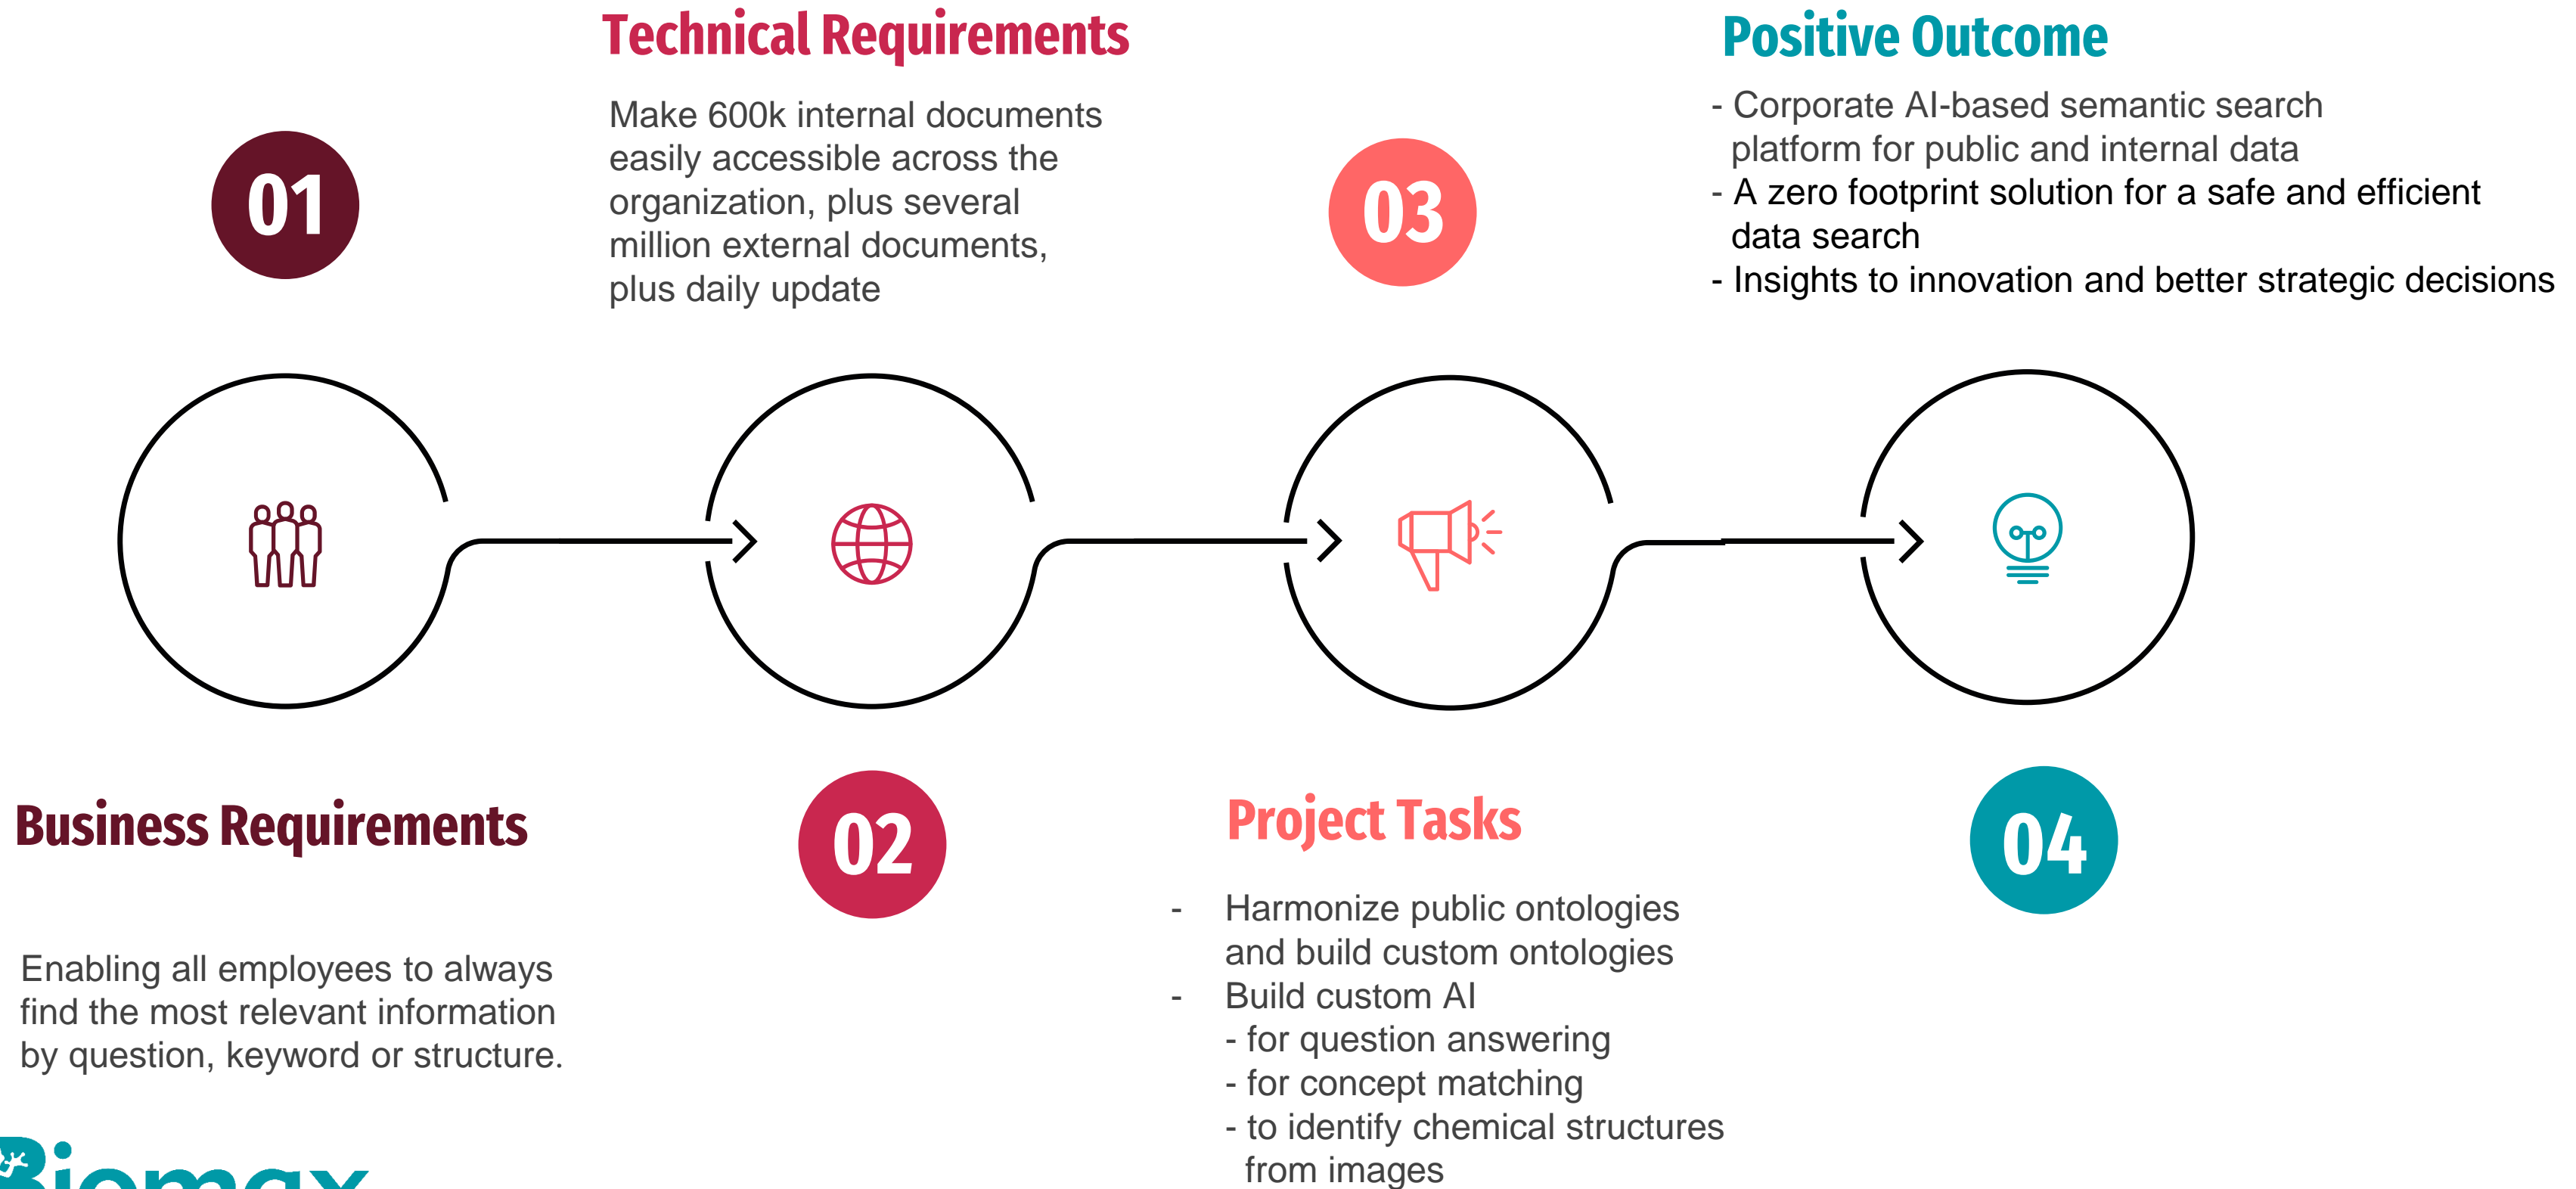 01
Business Requirements
Enabling all employees to always
find the most relevant information
by question, keyword or structure.
Technical Requirements
Make 600k internal documents
easily accessible across the
organization, plus several
million external documents,
plus daily update
02
03
Project Tasks
- Harmonize public ontologies
and build custom ontologies
- Build custom AI
- for question answering
- for concept matching
- to identify chemical structures
from images
Positive Outcome
- Corporate AI-based semantic search
platform for public and internal data
- A zero footprint solution for a safe and efficient
data search
- Insights to innovation and better strategic decisions
04
Biomax